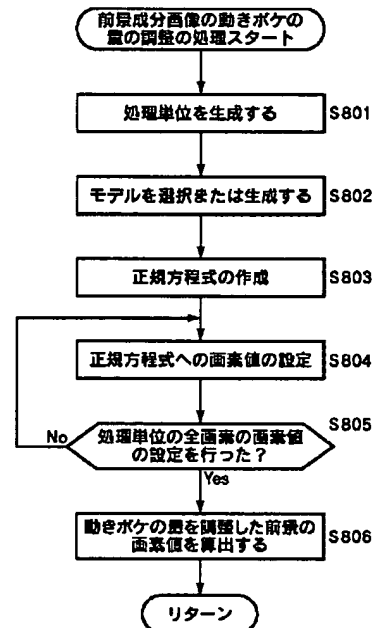 前景成分画像の動きボケの
量の調整の処理スタート
処理単位を生成する
S801
モデルを選択または生成する
S802
正規方程式の作成
S803
正規方程式への画素値の設定
S804
S805
No
処理単位の全画素の画素値
の設定を行った?
Yes
動きボケの量を調整した前景の
画素値を算出する
S806
リターン